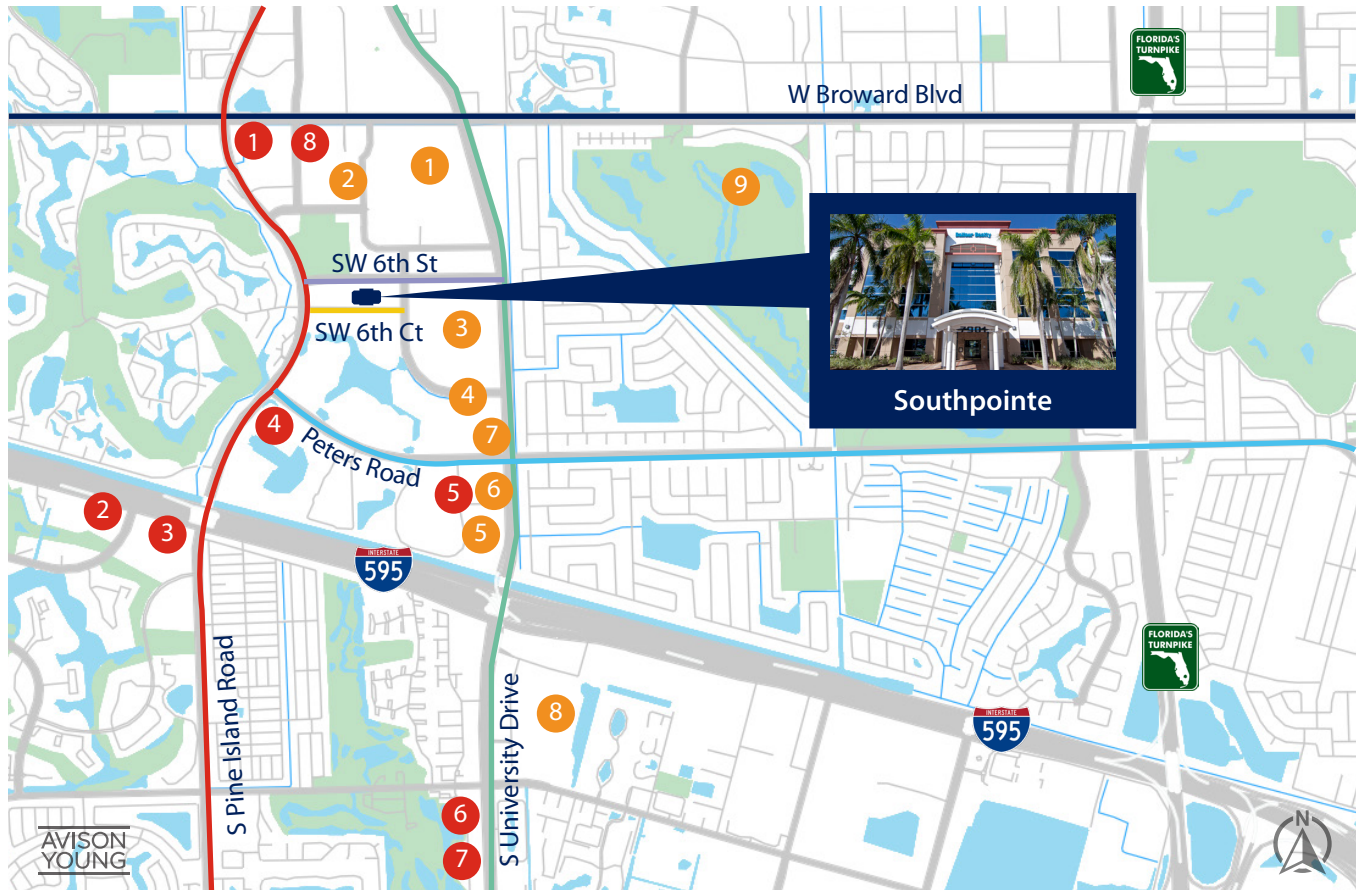 FLORIDA'S
TURNPIKE
W Broward Blvd
1
8
1
2
9
SW 6th St
SW 6th Ct
3
7901
Southpointe
4
4
7
Peters Road
5
6
2
3
5
INTERSTATE
595
FLORIDA'S
TURNPIKE
S Pine Island Road
S University Drive
8
INTERSTATE
595
6
7
AVISON
YOUNG
N